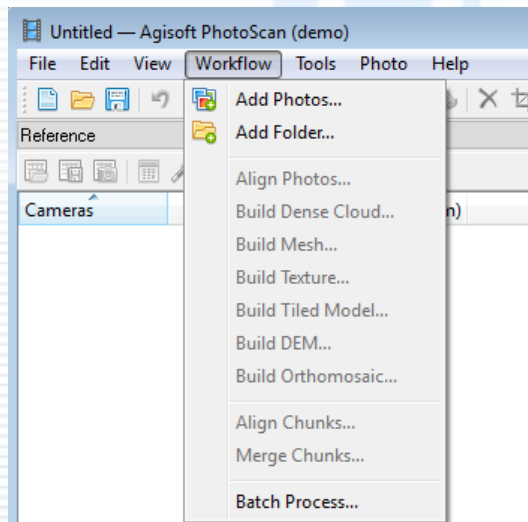 Untitled — Agisoft PhotoScan (demo)
File Edit View Workflow Tools Photo Help
Add Photos...
Reference
Add Folder...
Align Photos...
Cameras
Build Dense Cloud...
Build Mesh...
Build Texture...
Build Tiled Model...
Build DEM...
Build Orthomosaic...
Align Chunks...
Merge Chunks...
Batch Process...